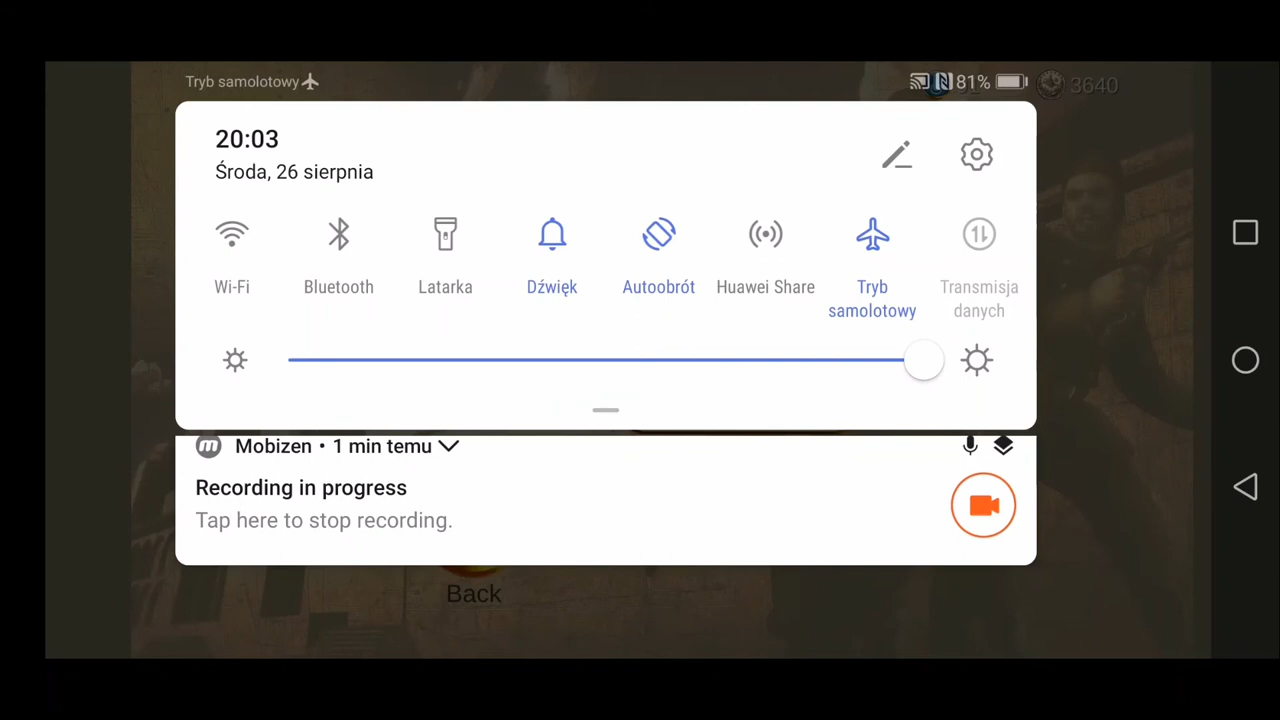 Tryb samolotowy
81%
3640
20:03
Środa, 26 sierpnia
Wi-Fi
Bluetooth
Latarka
Dźwięk
Autoobrót
Huawei Share
Tryb
samolotowy
Transmisja
danych
Mobizen • 1 min temu
Recording in progress
Tap here to stop recording.
Back